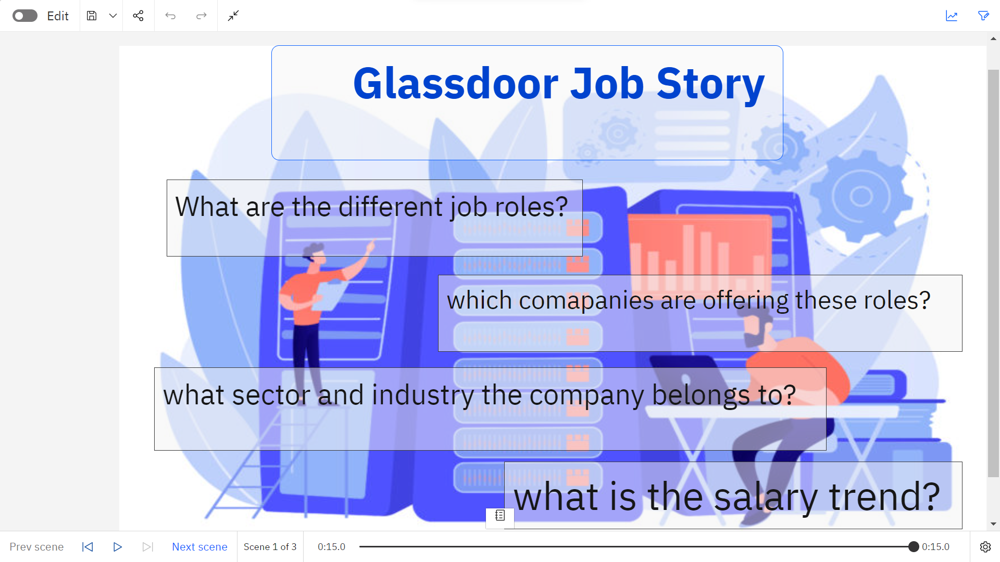 Edit
Glassdoor Job Story
What are the different job roles?
which comapanies are offering these roles?
what sector and industry the company belongs to?
what is the salary trend?
Prev scene
Next scene
Scene 1 of 3
0:15.0
0:15.0